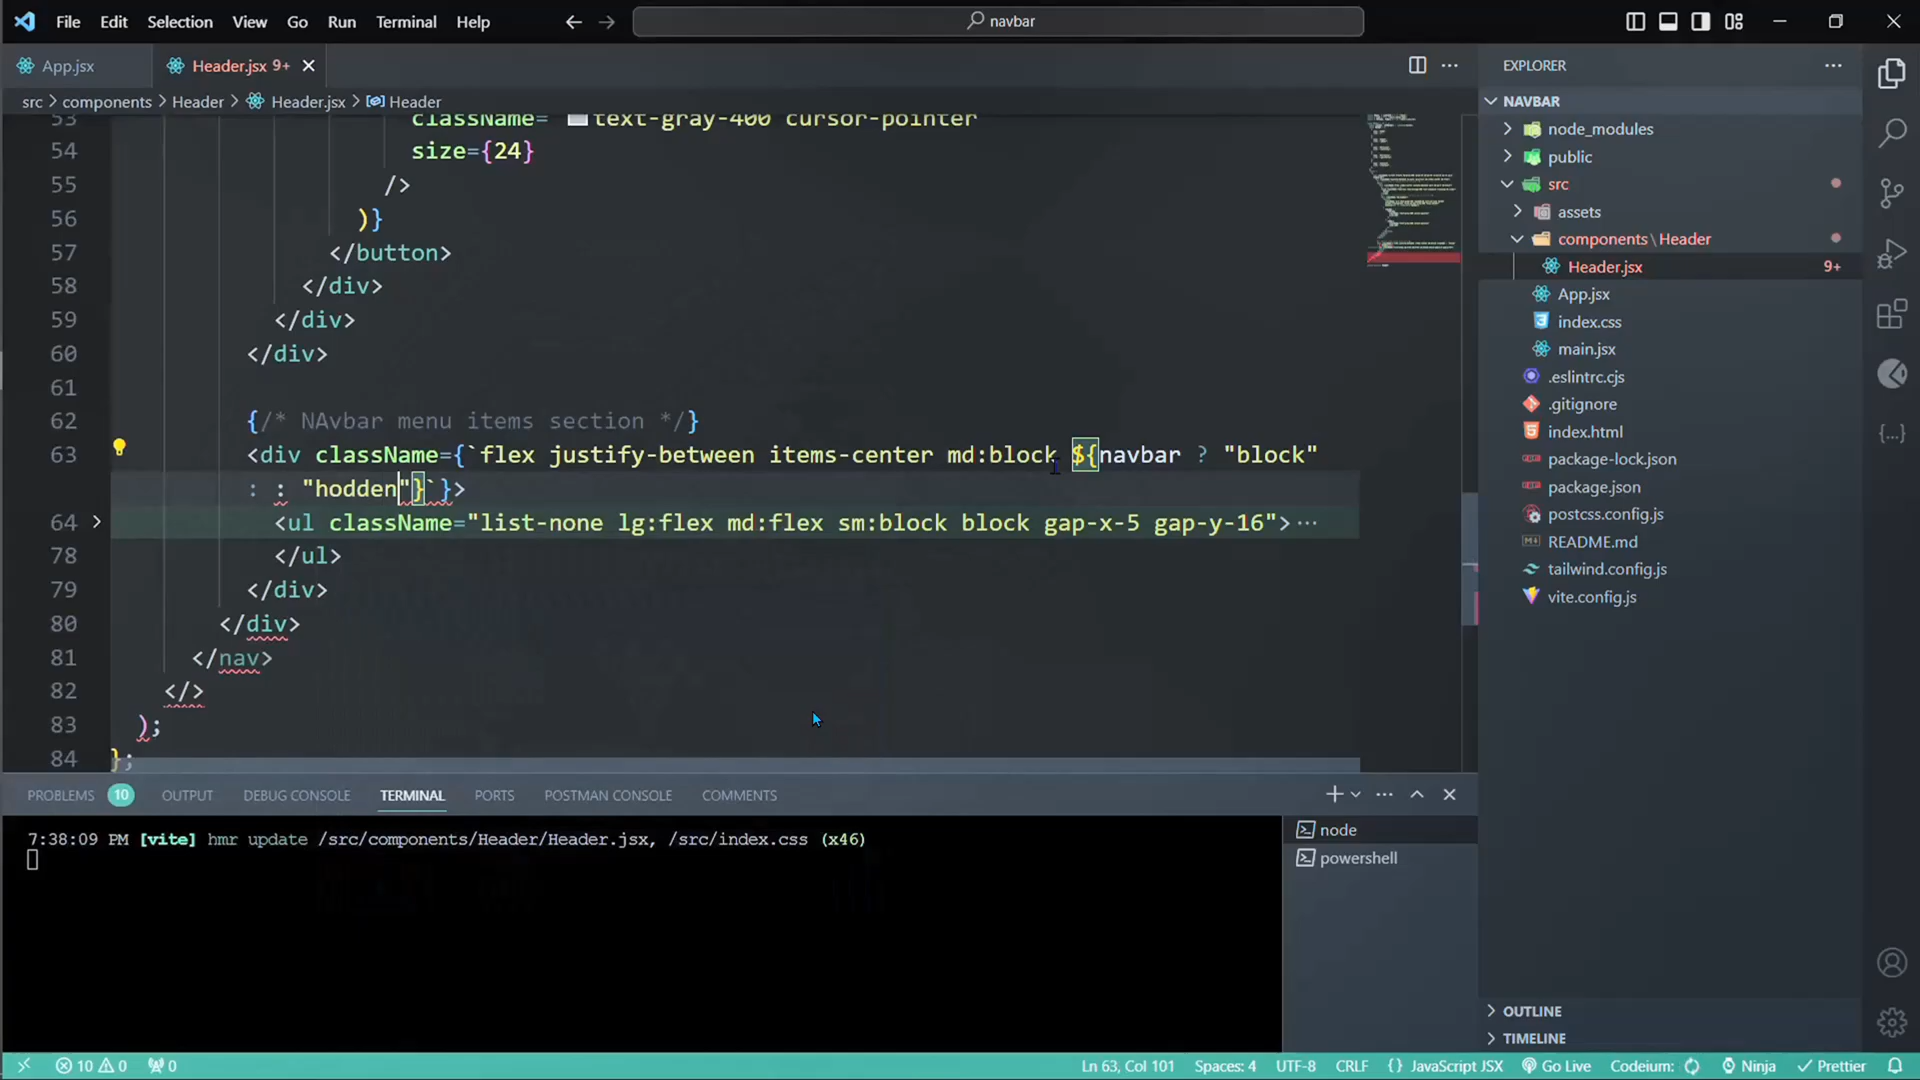 File Edit Selection View Go Run Terminal Help
navbar
App.jsx
Header.jsx 9+
EXPLORER
src > components > Header > Header.jsx > Header
53 className= text-gray-400 cursor-pointer
54 size={24}
55 />
56 )}
57 </button>
58 </div>
59 </div>
60 </div>
61
62 {/* NAvbar menu items section */}
63 <div className={`flex justify-between items-center md:block ${navbar ? "block"
: : "hodden"}`}>
64 <ul className="list-none lg:flex md:flex sm:block block gap-x-5 gap-y-16">···
78 </ul>
79 </div>
80 </div>
81 </nav>
82 </>
83 );
84 };
NAVBAR
node_modules
public
src
assets
components\Header
Header.jsx 9+
App.jsx
index.css
main.jsx
.eslintrc.cjs
.gitignore
index.html
package-lock.json
package.json
postcss.config.js
README.md
tailwind.config.js
vite.config.js
OUTLINE
TIMELINE
PROBLEMS 10 OUTPUT DEBUG CONSOLE TERMINAL PORTS POSTMAN CONSOLE COMMENTS
7:38:09 PM [vite] hmr update /src/components/Header/Header.jsx, /src/index.css (x46)
node
powershell
10 0 0 Ln 63, Col 101 Spaces: 4 UTF-8 CRLF { } JavaScript JSX Go Live Codeium: Ninja Prettier